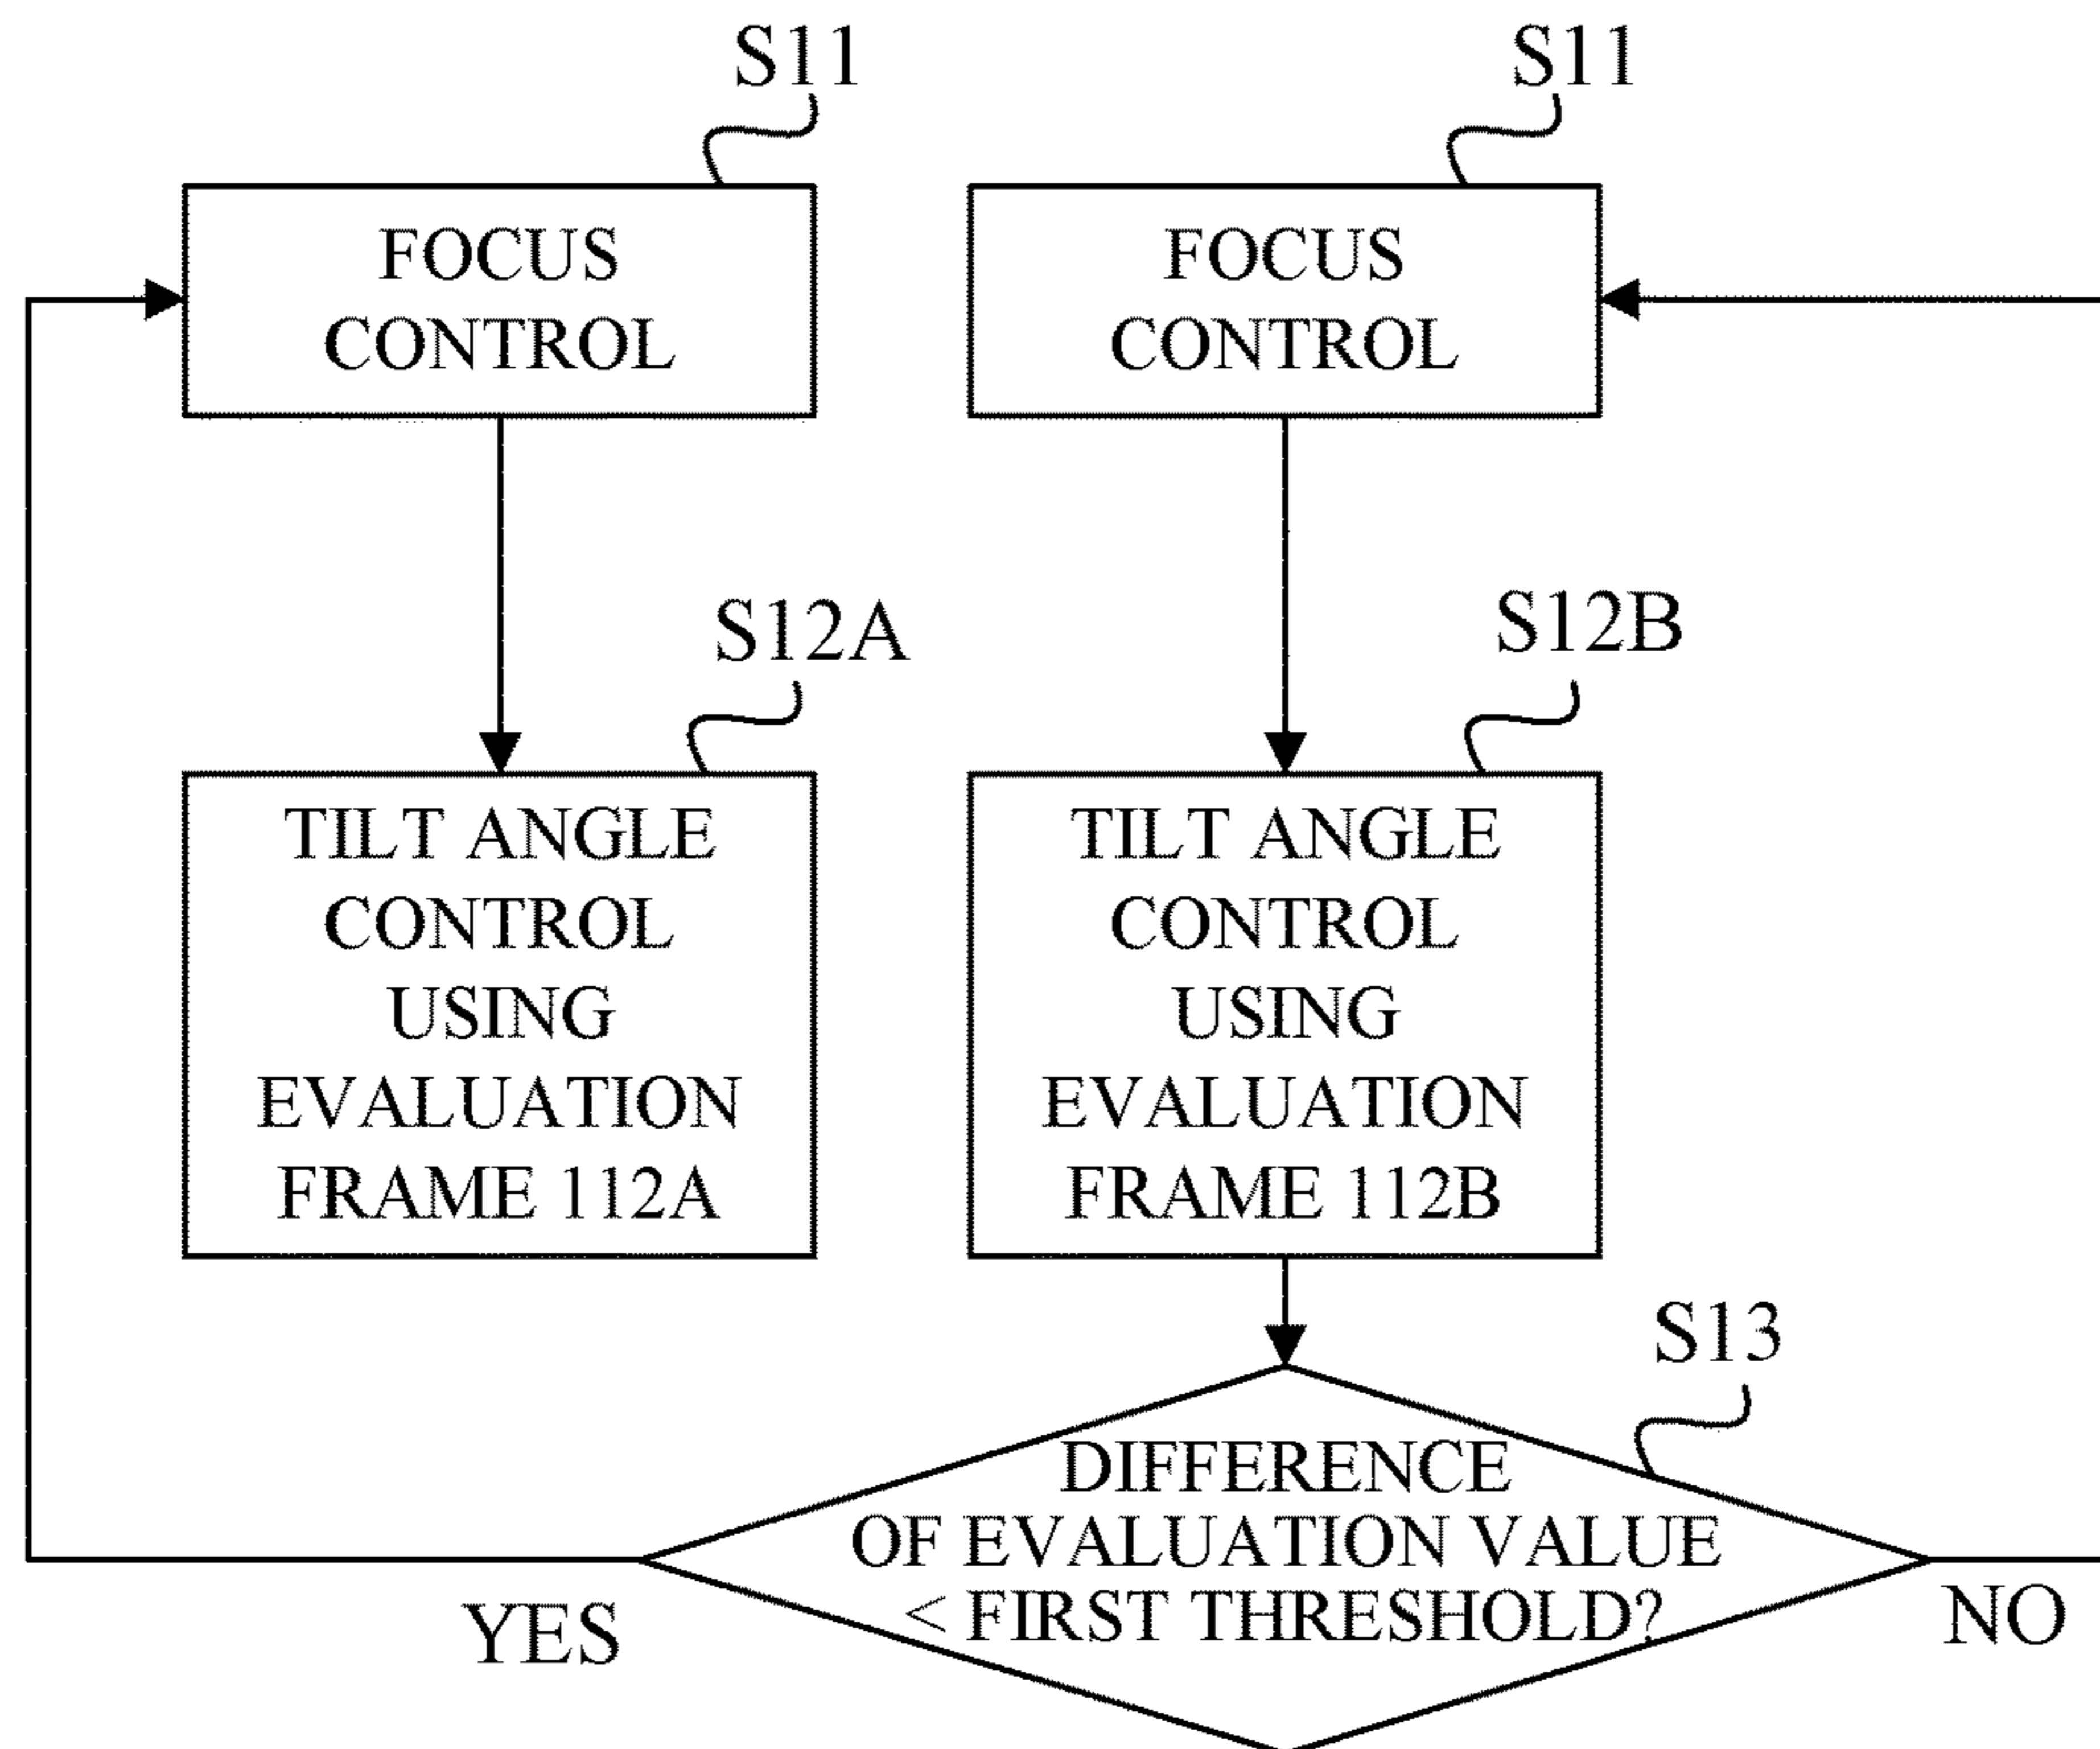 S11
FOCUS
CONTROL
S11
FOCUS
CONTROL
S12A
TILT ANGLE
CONTROL
USING
EVALUATION
FRAME 112A
S12B
TILT ANGLE
CONTROL
USING
EVALUATION
FRAME 112B
S13
DIFFERENCE
OF EVALUATION VALUE
< FIRST THRESHOLD?
YES
NO